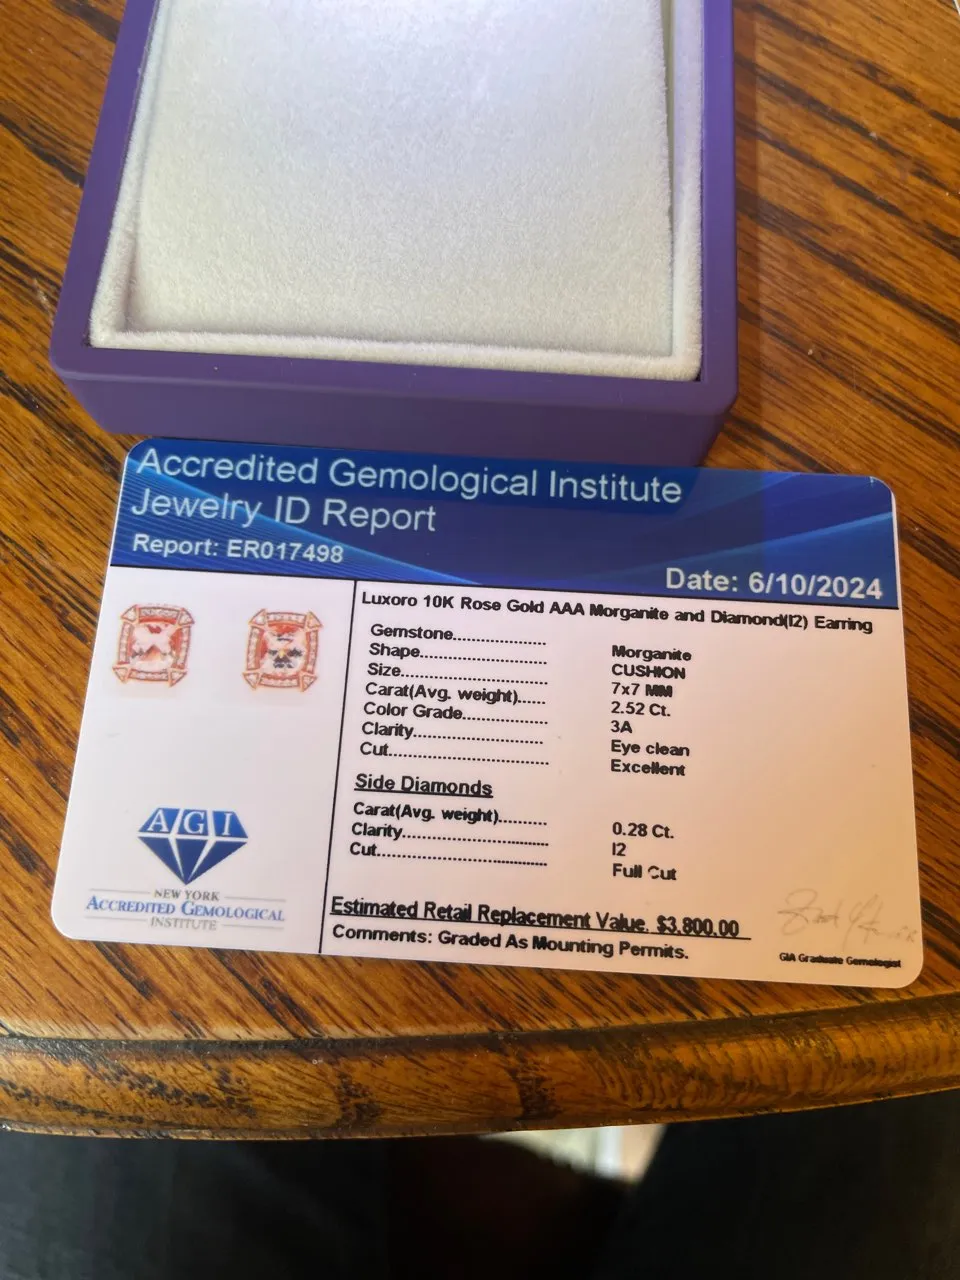 Accredited Gemological Institute
Jewelry ID Report
Report: ER017498
Date: 6/10/2024
Luxoro 10K Rose Gold AAA Morganite and Diamond(I2) Earring
Gemstone.................... Morganite
Shape........................... CUSHION
Size............................... 7x7 MM
Carat(Avg. weight)...... 2.52 Ct.
Color Grade.................. 3A
Clarity............................ Eye clean
Cut................................. Excellent
Side Diamonds
Carat(Avg. weight)........ 0.28 Ct.
Clarity............................. I2
Cut................................... Full Cut
Estimated Retail Replacement Value. $3,800.00
Comments: Graded As Mounting Permits.
GIA Graduate Gemologist
AGI
NEW YORK
ACCREDITED GEMOLOGICAL
INSTITUTE